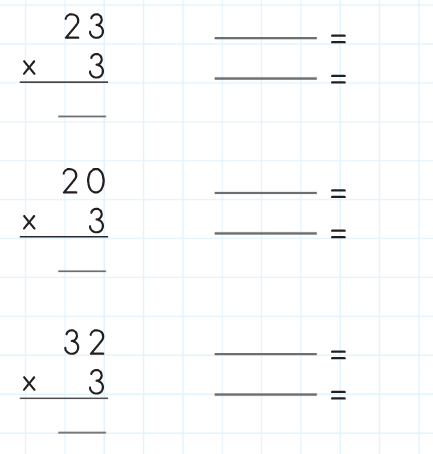 23 =
× 3 =
20 =
× 3 =
32 =
× 3 =